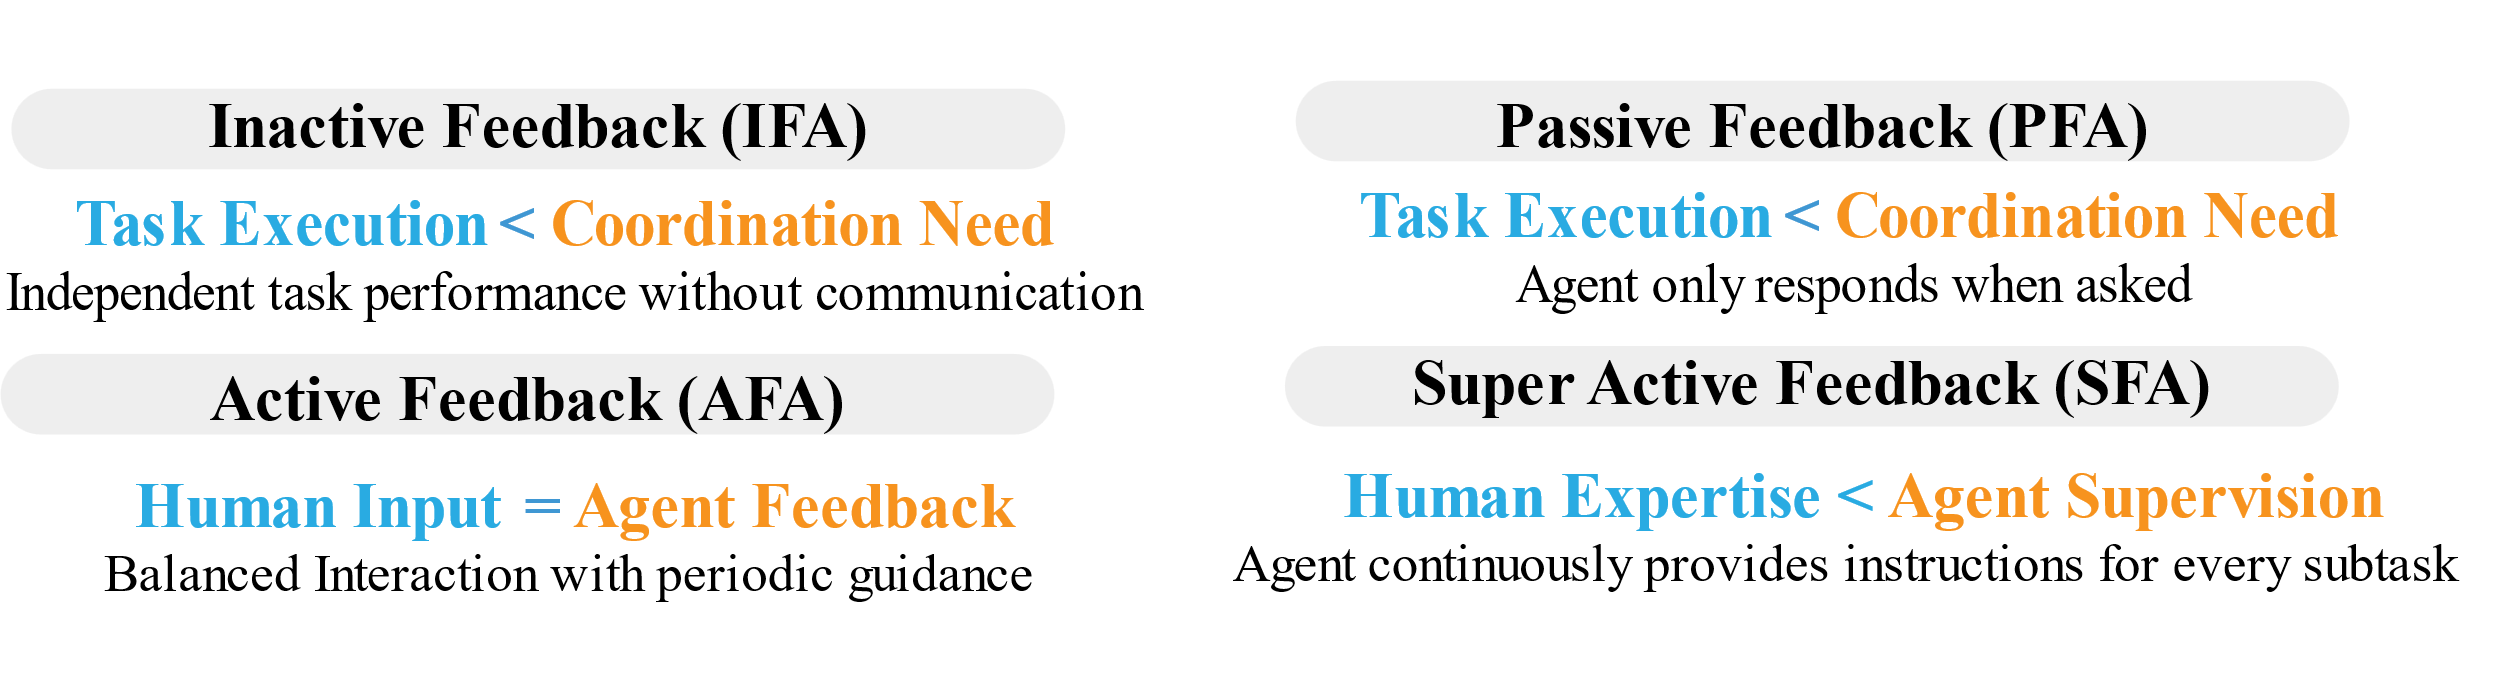 Inactive Feedback (IFA)
Task Execution < Coordination Need
Independent task performance without communication
Passive Feedback (PFA)
Task Execution < Coordination Need
Agent only responds when asked
Active Feedback (AFA)
Human Input = Agent Feedback
Balanced Interaction with periodic guidance
Super Active Feedback (SFA)
Human Expertise < Agent Supervision
Agent continuously provides instructions for every subtask